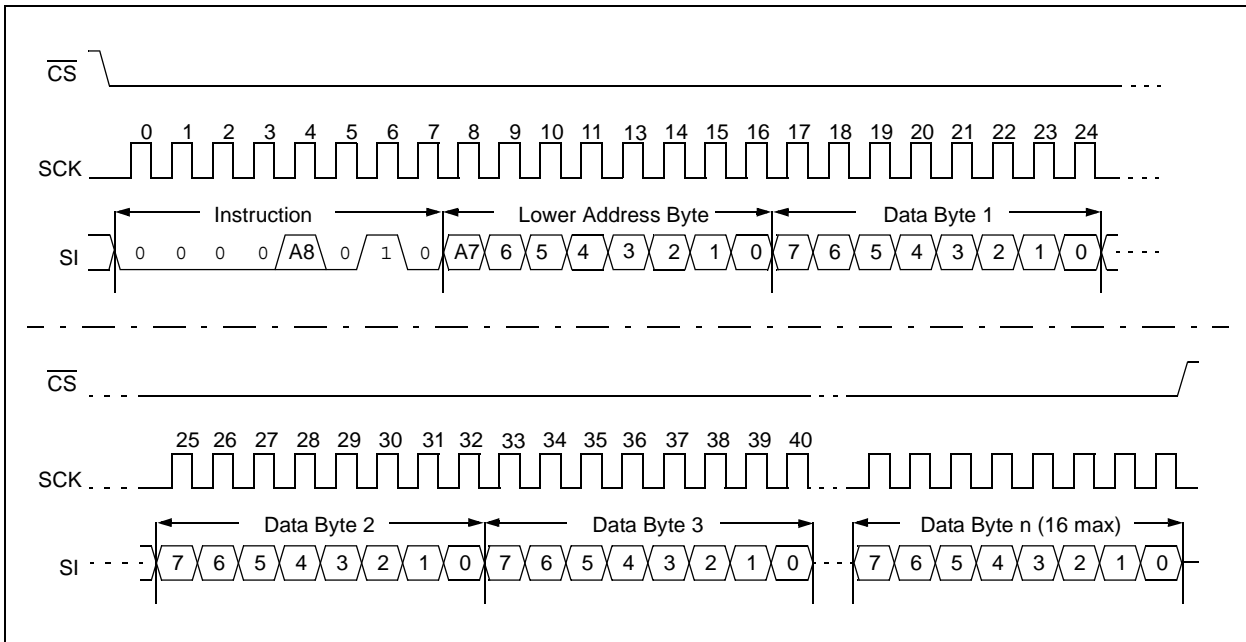 CS
0 1 2 3 4 5 6 7 8 9 10 11 13 14 15 16 17 18 19 20 21 22 23 24
SCK
Instruction Lower Address Byte Data Byte 1
SI 0 0 0 0 A8 0 1 0 A7 6 5 4 3 2 1 0 7 6 5 4 3 2 1 0
CS
25 26 27 28 29 30 31 32 33 34 35 36 37 38 39 40
SCK
Data Byte 2 Data Byte 3 Data Byte n (16 max)
SI 7 6 5 4 3 2 1 0 7 6 5 4 3 2 1 0 7 6 5 4 3 2 1 0